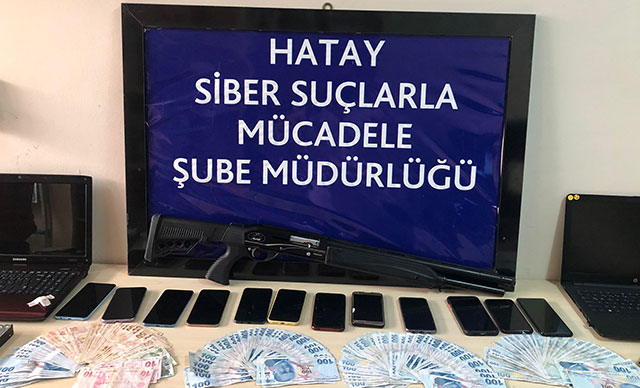 HATAY
SİBER SUÇLARLA
MÜCADELE
ŞUBE MÜDÜRLÜĞÜ